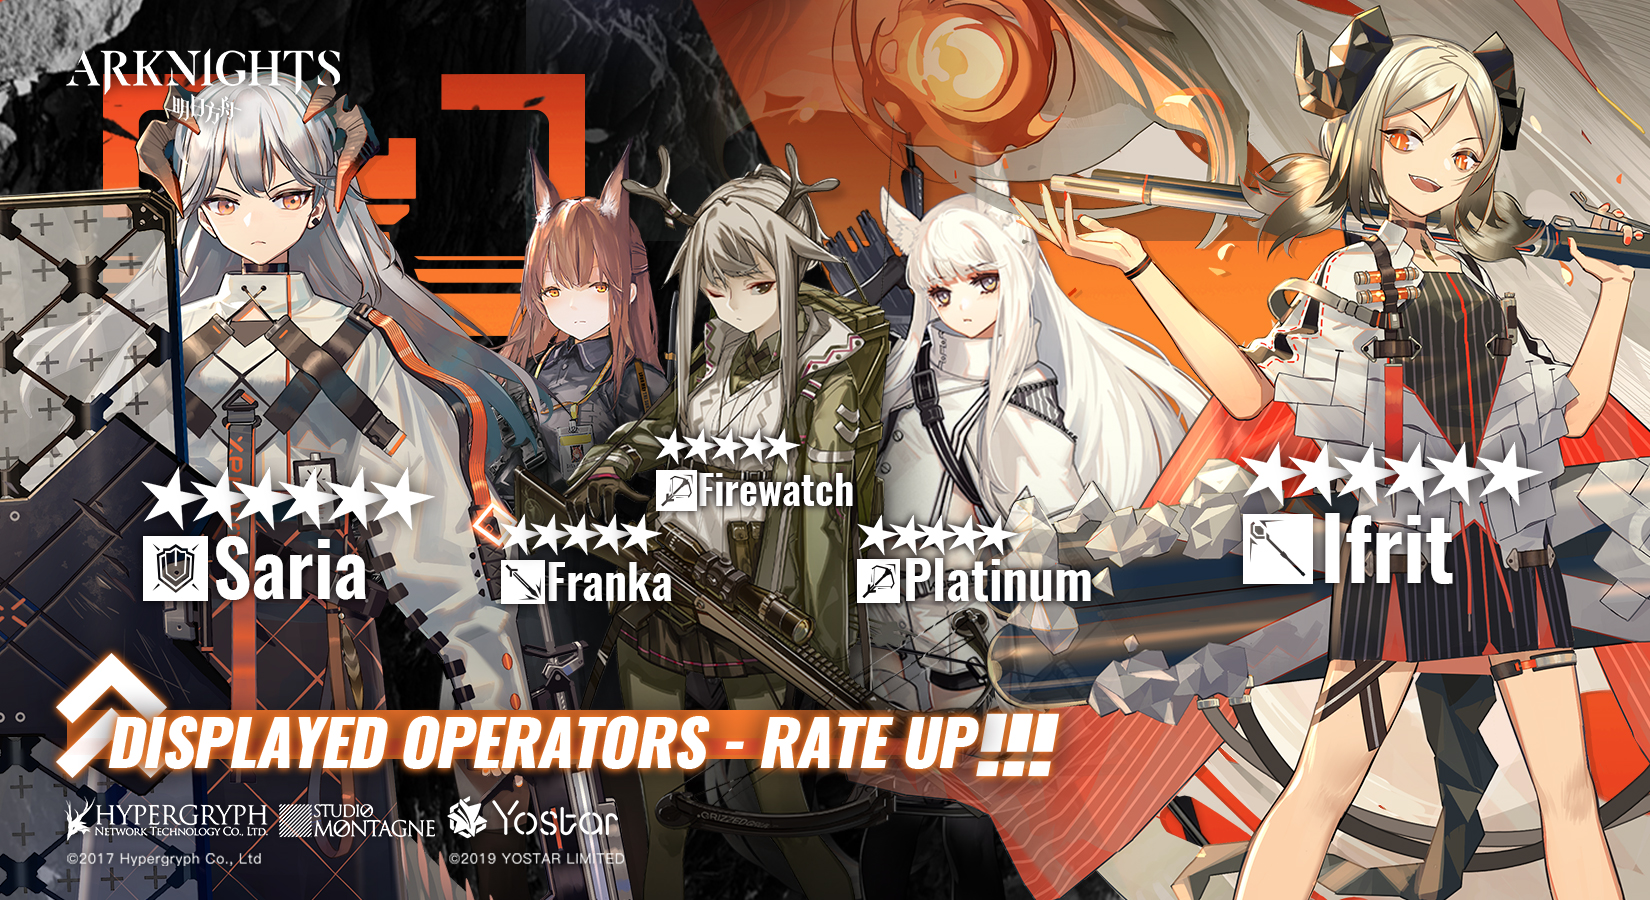 ARKNIGHTS
明日方舟
Firewatch
Saria
Franka
Platinum
Ifrit
DISPLAYED OPERATORS - RATE UP!!!
HYPERGRYPH
NETWORK TECHNOLOGY CO., LTD.
STUDIO
MONTAGNE
Yostar
©2017 Hypergryph Co., Ltd
©2019 YOSTAR LIMITED